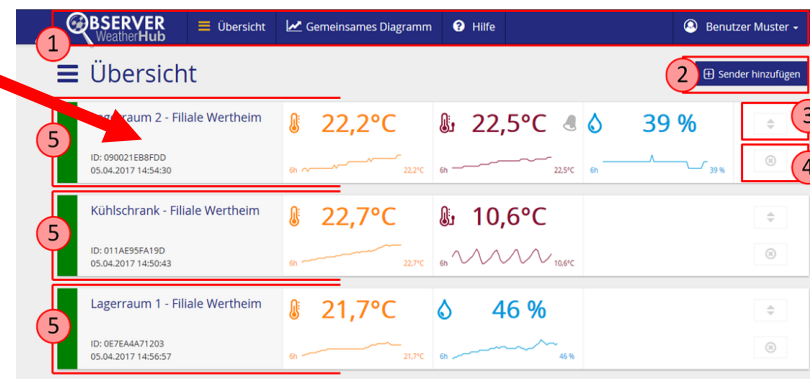 OBSERVER Übersicht Gemeinsames Diagramm Hilfe Benutzer Muster
WeatherHub
1
Übersicht 2 Sender hinzufügen
Lagerraum 2 - Filiale Wertheim 22,2°C 22,5°C 39 % 3
5
ID: 090021EB8FDD 4
05.04.2017 14:54:30 6h 22,2°C 6h 22,5°C 6h 39 %
Kühlschrank - Filiale Wertheim 22,7°C 10,6°C
5
ID: 011AE95FA19D
05.04.2017 14:50:43 6h 22,7°C 6h 10,6°C
Lagerraum 1 - Filiale Wertheim 21,7°C 46 %
5
ID: 0E7EA4A71203
05.04.2017 14:56:57 6h 21,7°C 6h 46 %